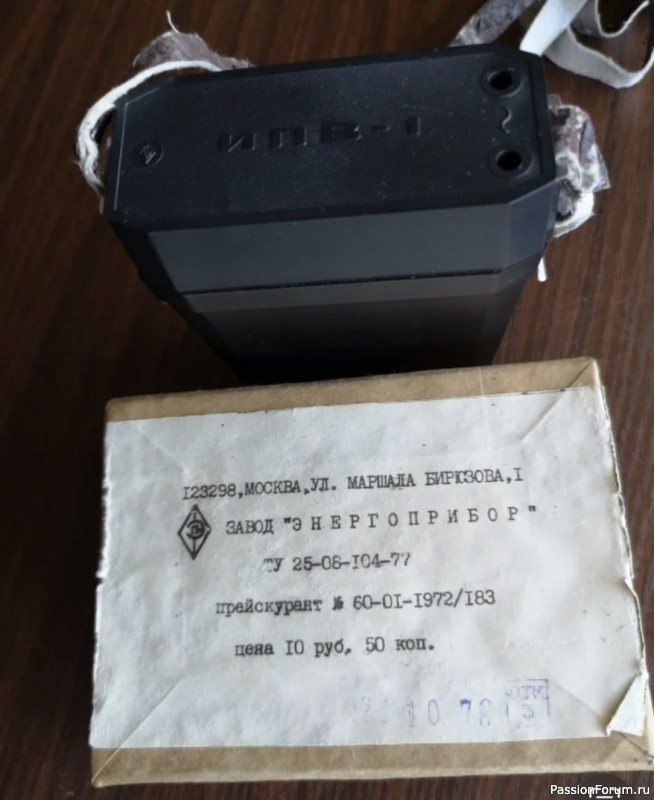 ИПВ-1
~
123298, МОСКВА, УЛ. МАРШАЛА БИРЮЗОВА, I
ЗАВОД "ЭНЕРГОПРИБОР"
ТУ 25-08-I04-77
прейскурант № 60-0I-I972/I83
цена I0 руб. 50 коп.
10 78
ОТК
3
PassionForum.ru